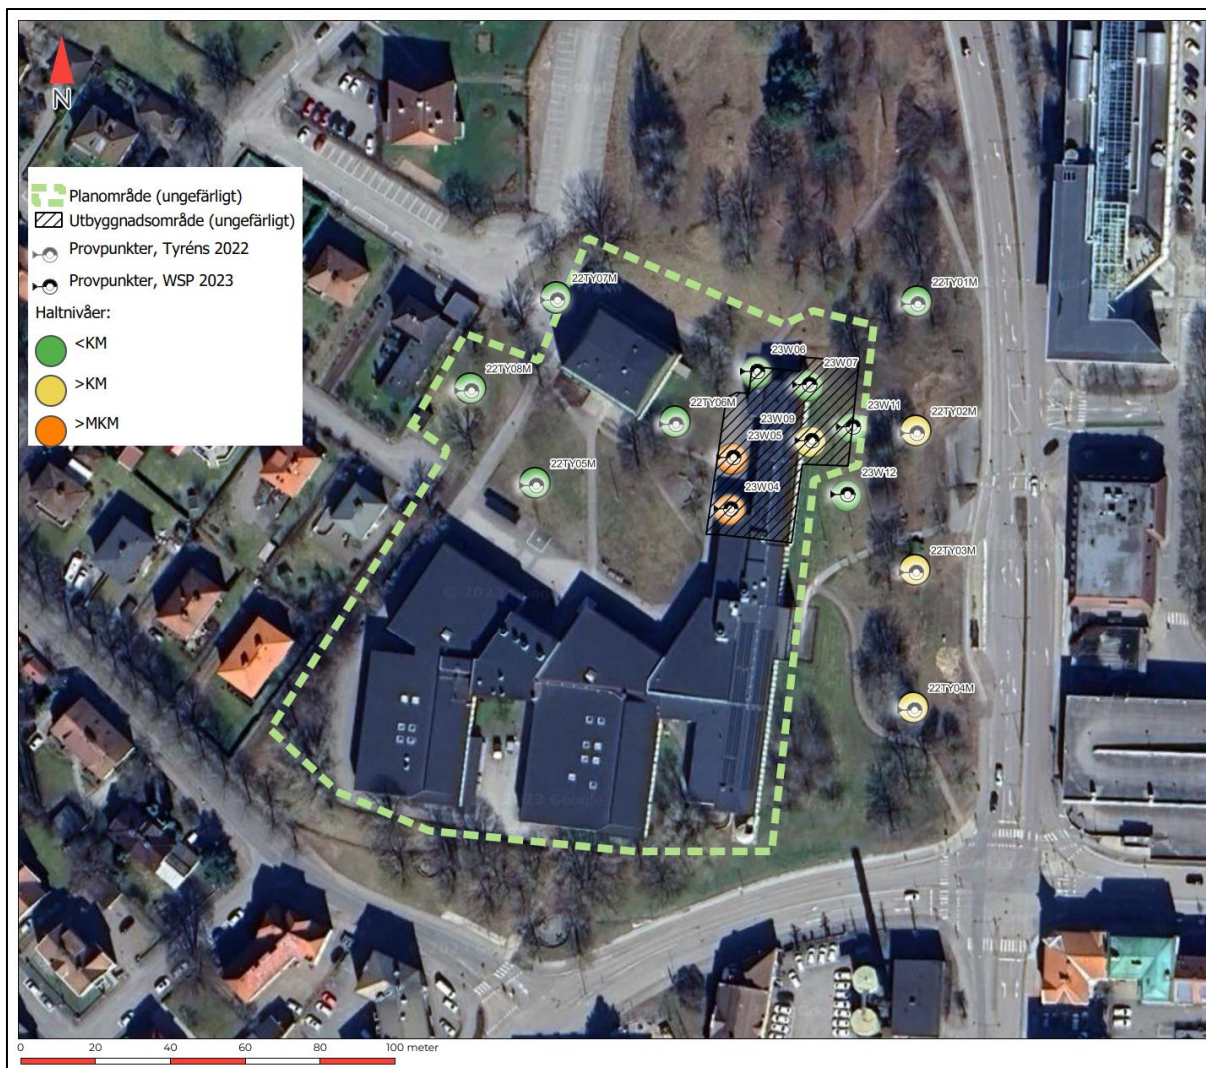 N
Planområde (ungefärligt)
Utbyggnadsområde (ungefärligt)
Provpunkter, Tyréns 2022
Provpunkter, WSP 2023
Haltnivåer:
<KM
>KM
>MKM
22TY07M
22TY01M
23W06
23W07
22TY08M
22TY06M
23W09
23W11
22TY02M
23W05
22TY05M
23W12
23W04
22TY03M
22TY04M
0 20 40 60 80 100 meter